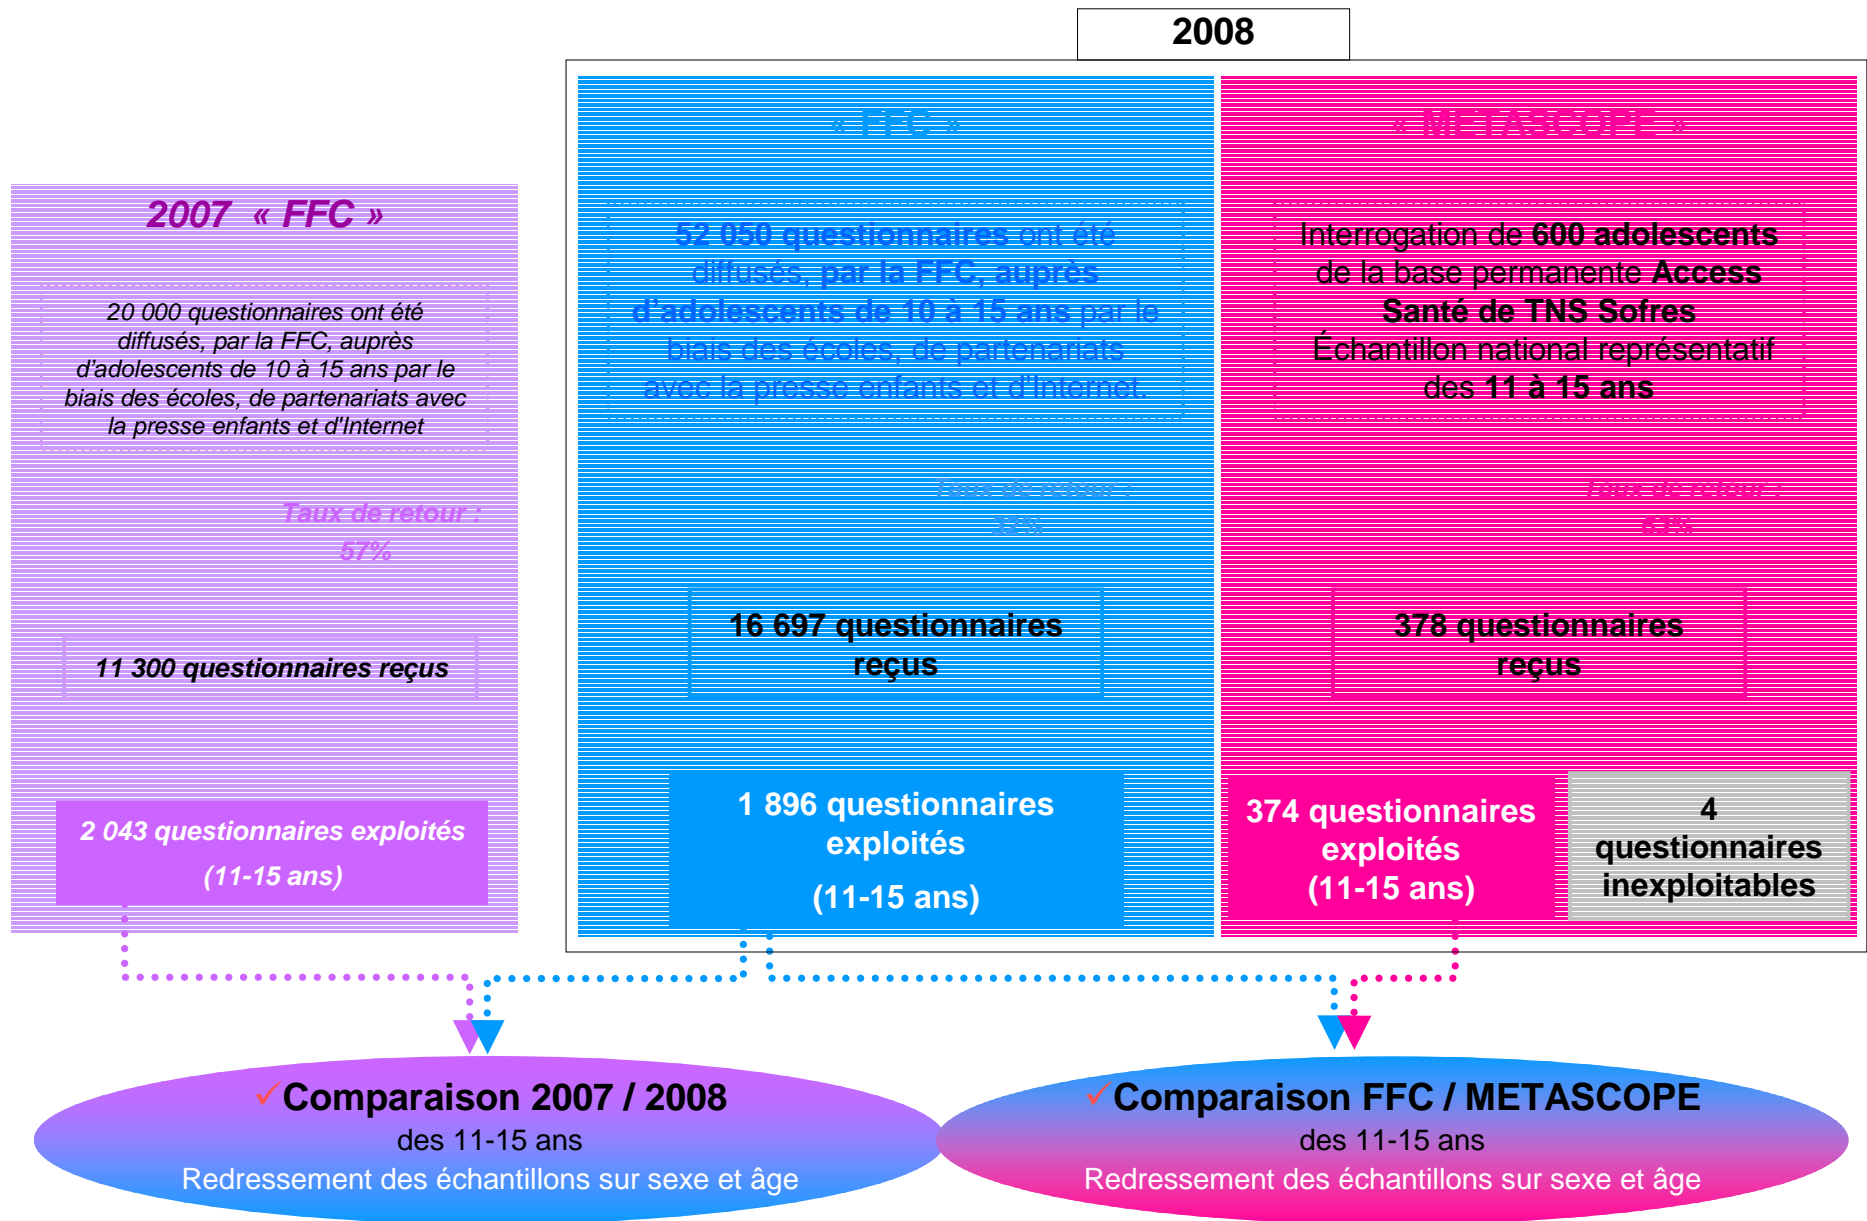 2008
2007 « FFC »
20 000 questionnaires ont été
diffusés, par la FFC, auprès
d'adolescents de 10 à 15 ans par le
biais des écoles, de partenariats avec
la presse enfants et d'Internet
Taux de retour :
57%
11 300 questionnaires reçus
2 043 questionnaires exploités
(11-15 ans)
« FFC »
52 050 questionnaires ont été
diffusés, par la FFC, auprès
d'adolescents de 10 à 15 ans par le
biais des écoles, de partenariats
avec la presse enfants et d'Internet.
Taux de retour :
16 697 questionnaires
reçus
1 896 questionnaires
exploités
(11-15 ans)
« METASCOPE »
Interrogation de 600 adolescents
de la base permanente Access
Santé de TNS Sofres
Échantillon national représentatif
des 11 à 15 ans
Taux de retour :
63%
378 questionnaires
reçus
374 questionnaires
exploités
(11-15 ans)
4
questionnaires
inexploitables
✓Comparaison 2007 / 2008
des 11-15 ans
Redressement des échantillons sur sexe et âge
✓Comparaison FFC / METASCOPE
des 11-15 ans
Redressement des échantillons sur sexe et âge